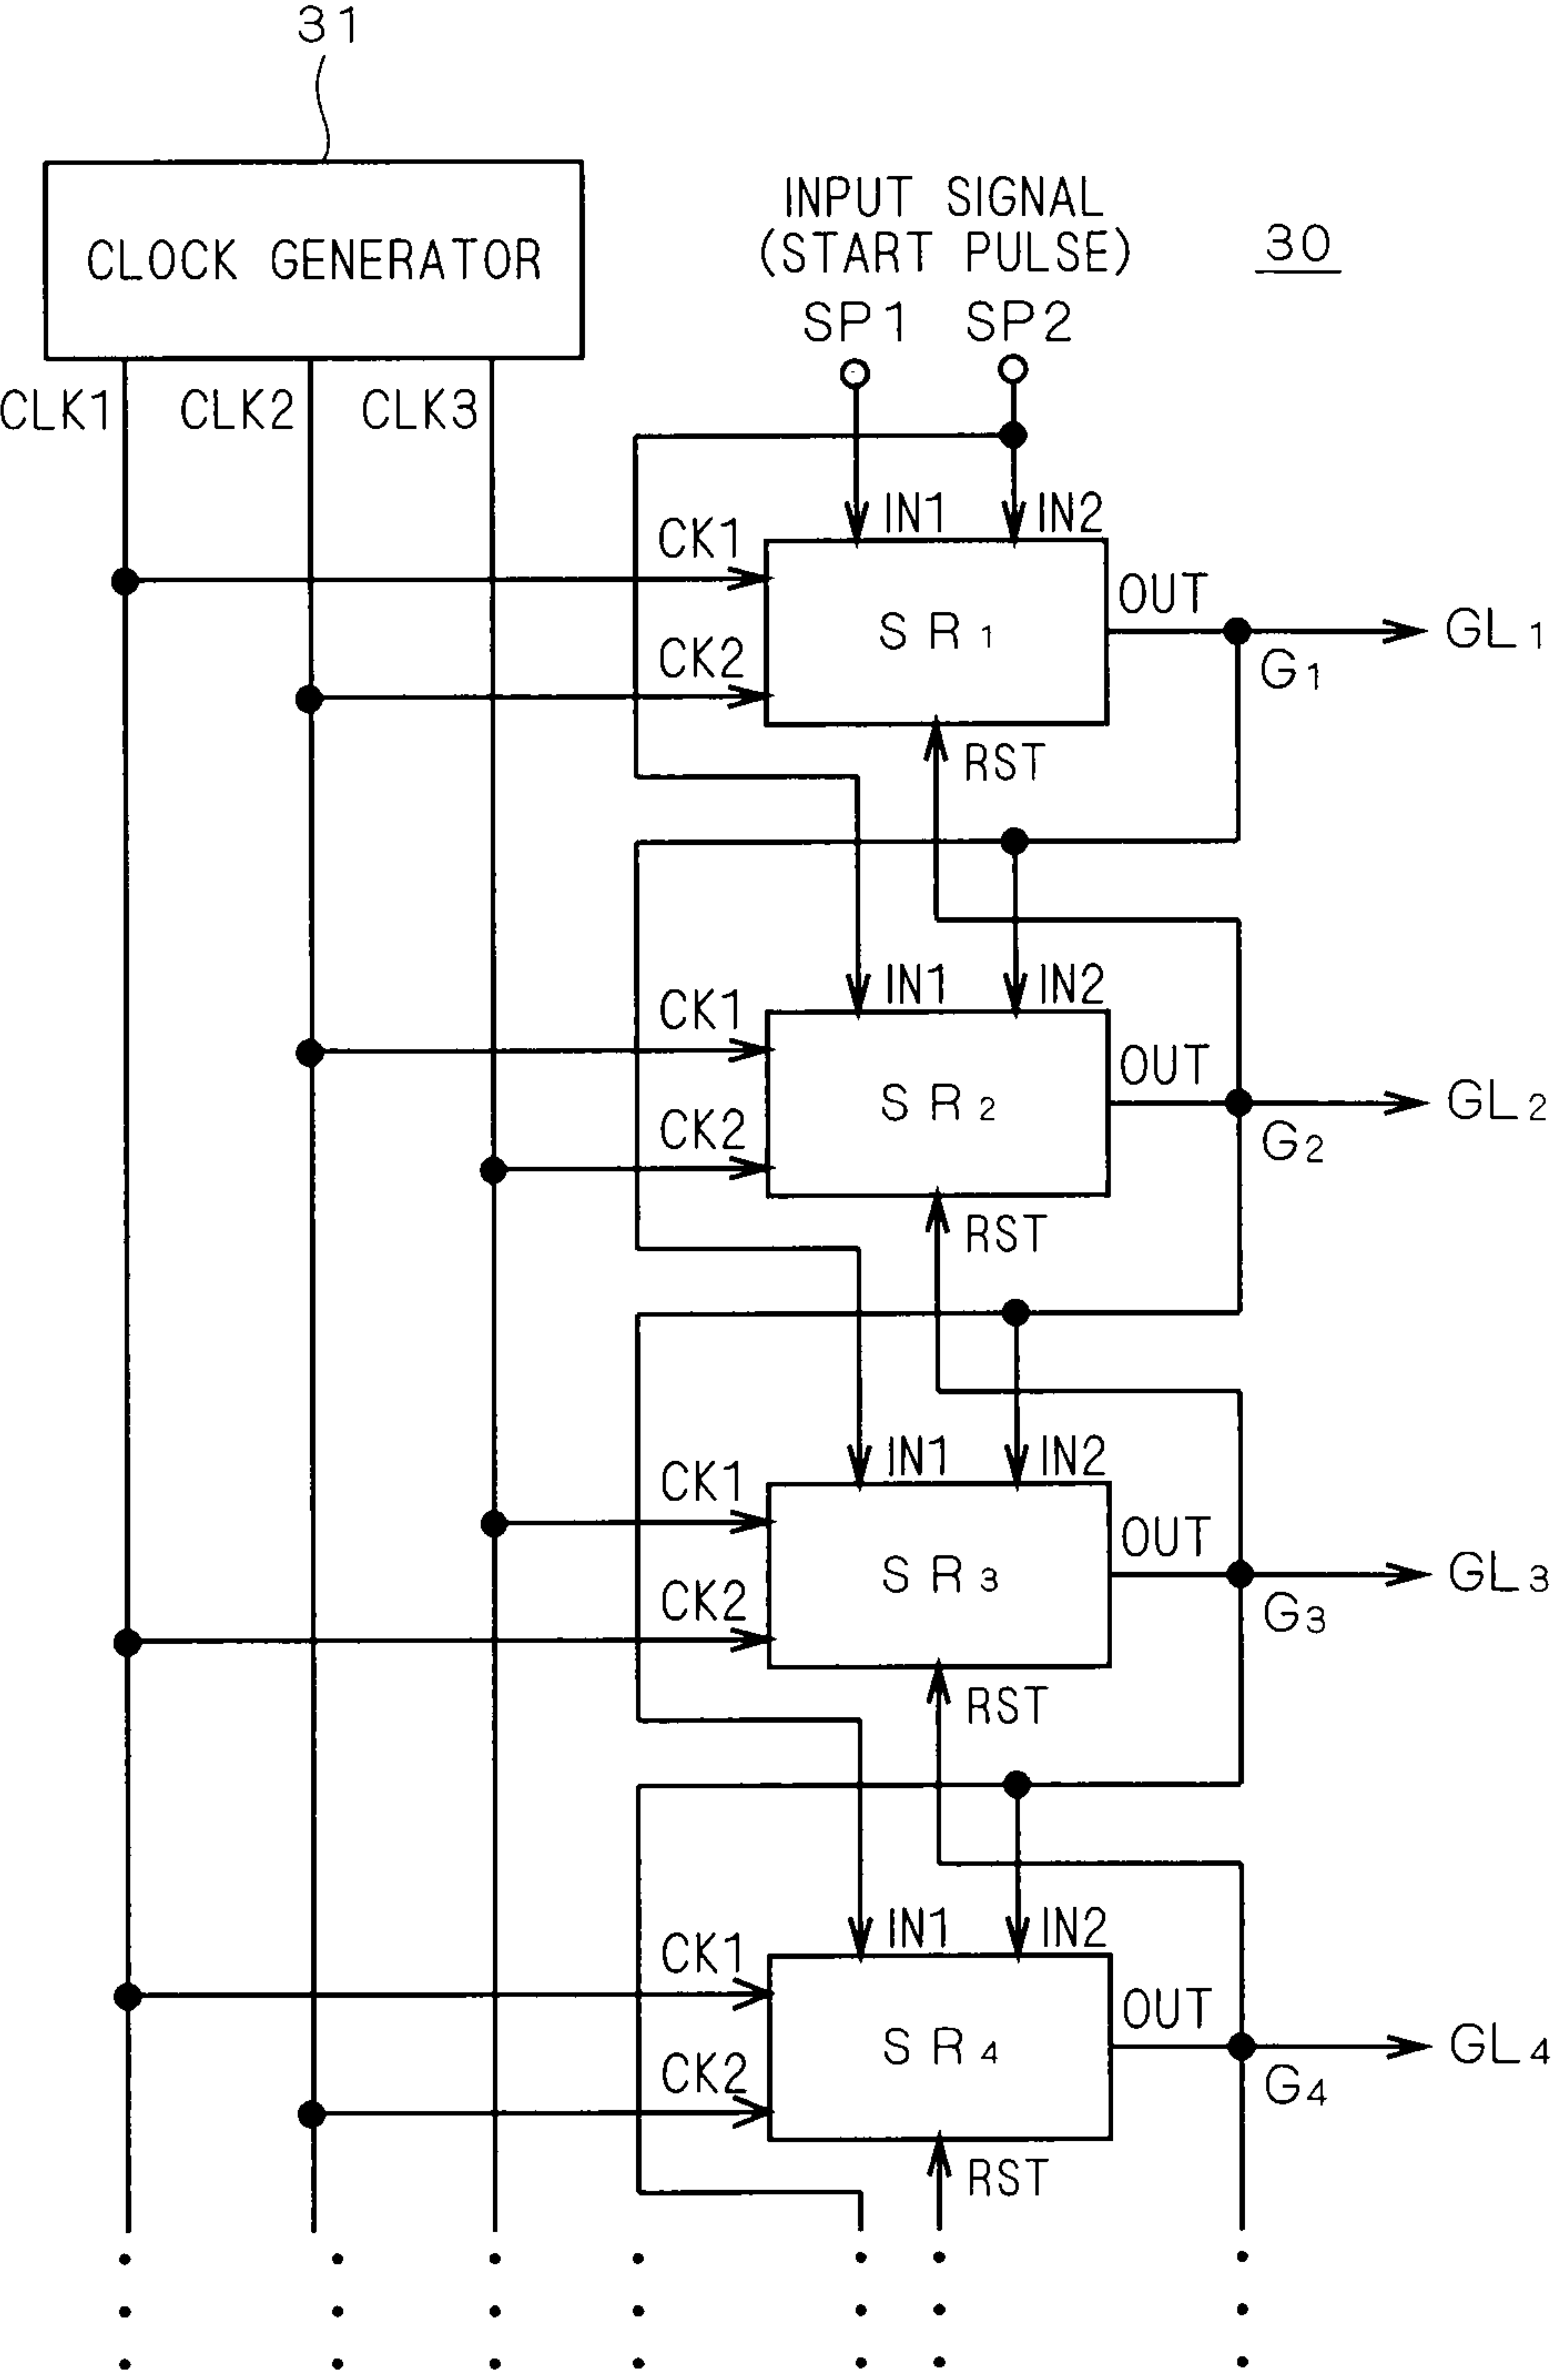 31
CLOCK GENERATOR
INPUT SIGNAL
(START PULSE)
30
SP1 SP2
CLK1 CLK2 CLK3
IN1 IN2
CK1
SR1
OUT
GL1
CK2
G1
RST
IN1 IN2
CK1
SR2
OUT
GL2
CK2
G2
RST
IN1 IN2
CK1
SR3
OUT
GL3
CK2
G3
RST
IN1 IN2
CK1
SR4
OUT
GL4
CK2
G4
RST